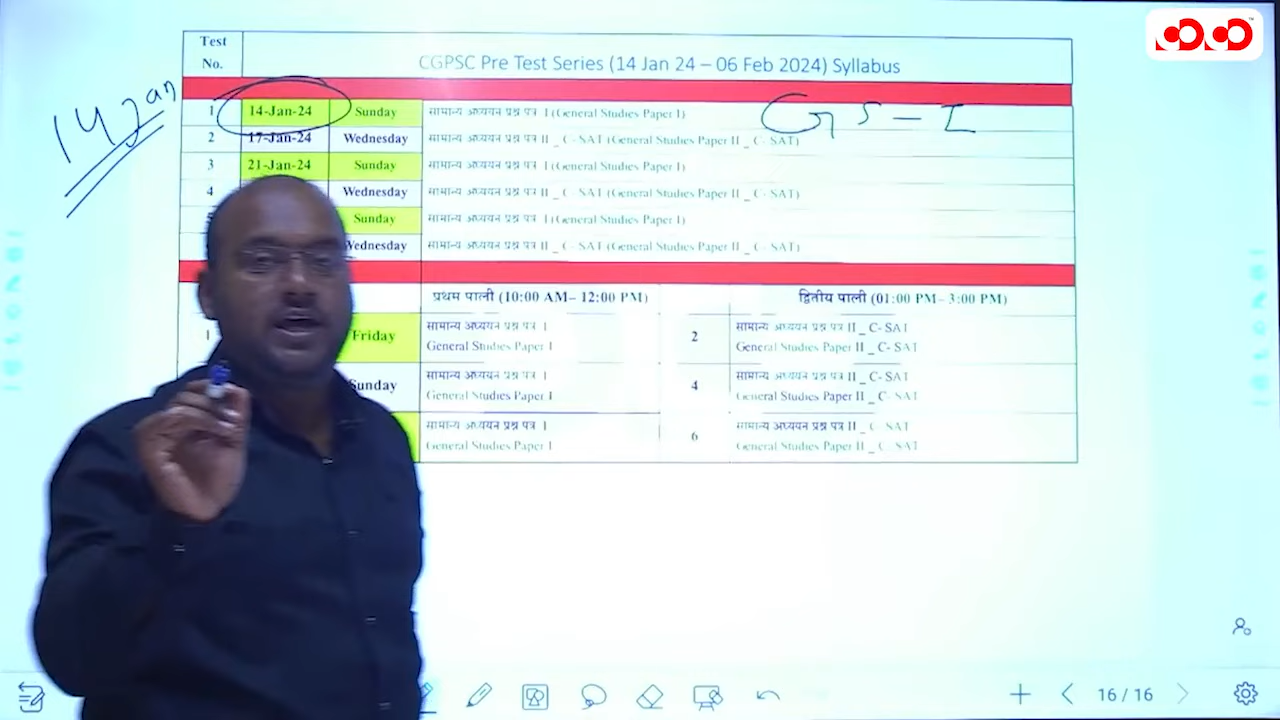 Test No. CGPSC Pre Test Series (14 Jan 24 – 06 Feb 2024) Syllabus
14 Jan
GS – I
1 14-Jan-24 Sunday सामान्य अध्ययन प्रश्न पत्र I (General Studies Paper I)
2 17-Jan-24 Wednesday सामान्य अध्ययन प्रश्न पत्र II _ C - SAT (General Studies Paper II _ C- SAT)
3 21-Jan-24 Sunday सामान्य अध्ययन प्रश्न पत्र I (General Studies Paper I)
4 Wednesday सामान्य अध्ययन प्रश्न पत्र II _ C - SAT (General Studies Paper II _ C- SAT)
Sunday सामान्य अध्ययन प्रश्न पत्र I (General Studies Paper I)
Wednesday सामान्य अध्ययन प्रश्न पत्र II _ C - SAT (General Studies Paper II _ C- SAT)
प्रथम पाली (10:00 AM– 12:00 PM) द्वितीय पाली (01:00 PM– 3:00 PM)
1 Friday सामान्य अध्ययन प्रश्न पत्र I 2 सामान्य अध्ययन प्रश्न पत्र II _ C- SAT
General Studies Paper I General Studies Paper II _ C- SAT
Sunday सामान्य अध्ययन प्रश्न पत्र I 4 सामान्य अध्ययन प्रश्न पत्र II _ C- SAT
General Studies Paper I General Studies Paper II _ C- SAT
सामान्य अध्ययन प्रश्न पत्र I 6 सामान्य अध्ययन प्रश्न पत्र II _ C- SAT
General Studies Paper I General Studies Paper II _ C- SAT
16 / 16